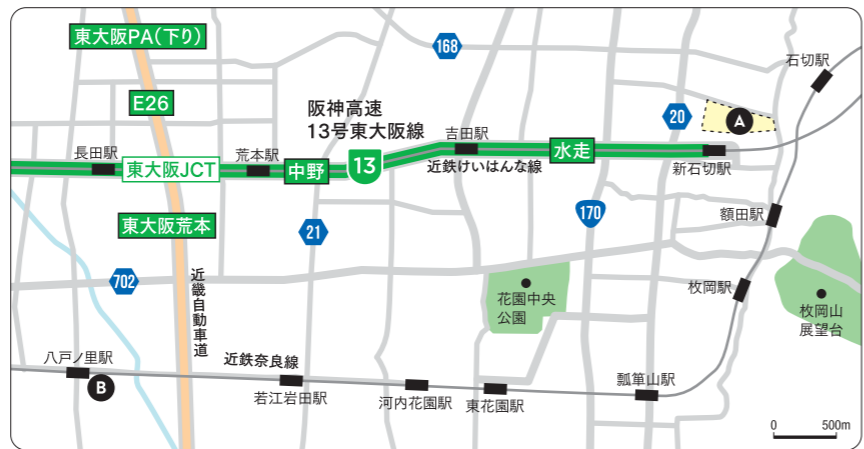 東大阪PA(下り)
168
石切駅
E26
阪神高速
13号東大阪線
20
A
吉田駅
長田駅
東大阪JCT
荒本駅
中野
13
近鉄けいはんな線
水走
新石切駅
東大阪荒本
21
170
額田駅
702
近畿自動車道
花園中央
公園
枚岡駅
枚岡山
展望台
八戸ノ里駅
B
近鉄奈良線
若江岩田駅
河内花園駅
東花園駅
瓢箪山駅
0 500m